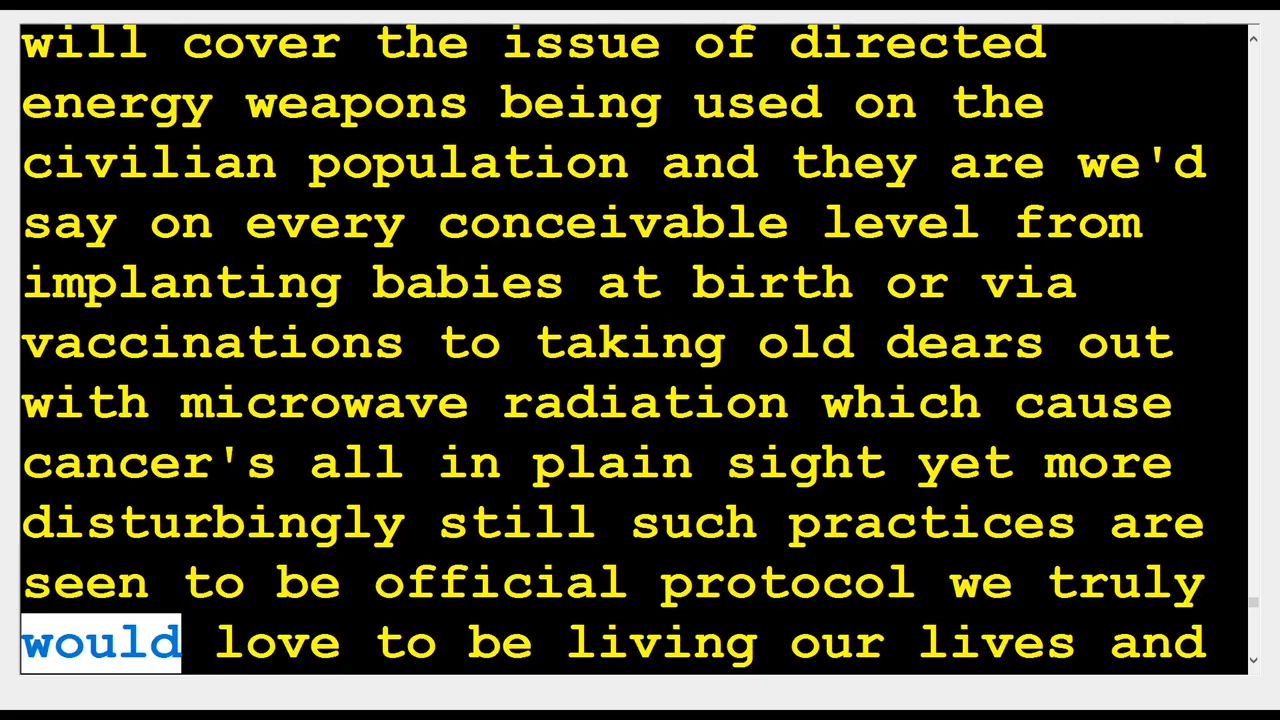 will cover the issue of directed
energy weapons being used on the
civilian population and they are we'd
say on every conceivable level from
implanting babies at birth or via
vaccinations to taking old dears out
with microwave radiation which cause
cancer's all in plain sight yet more
disturbingly still such practices are
seen to be official protocol we truly
would love to be living our lives and